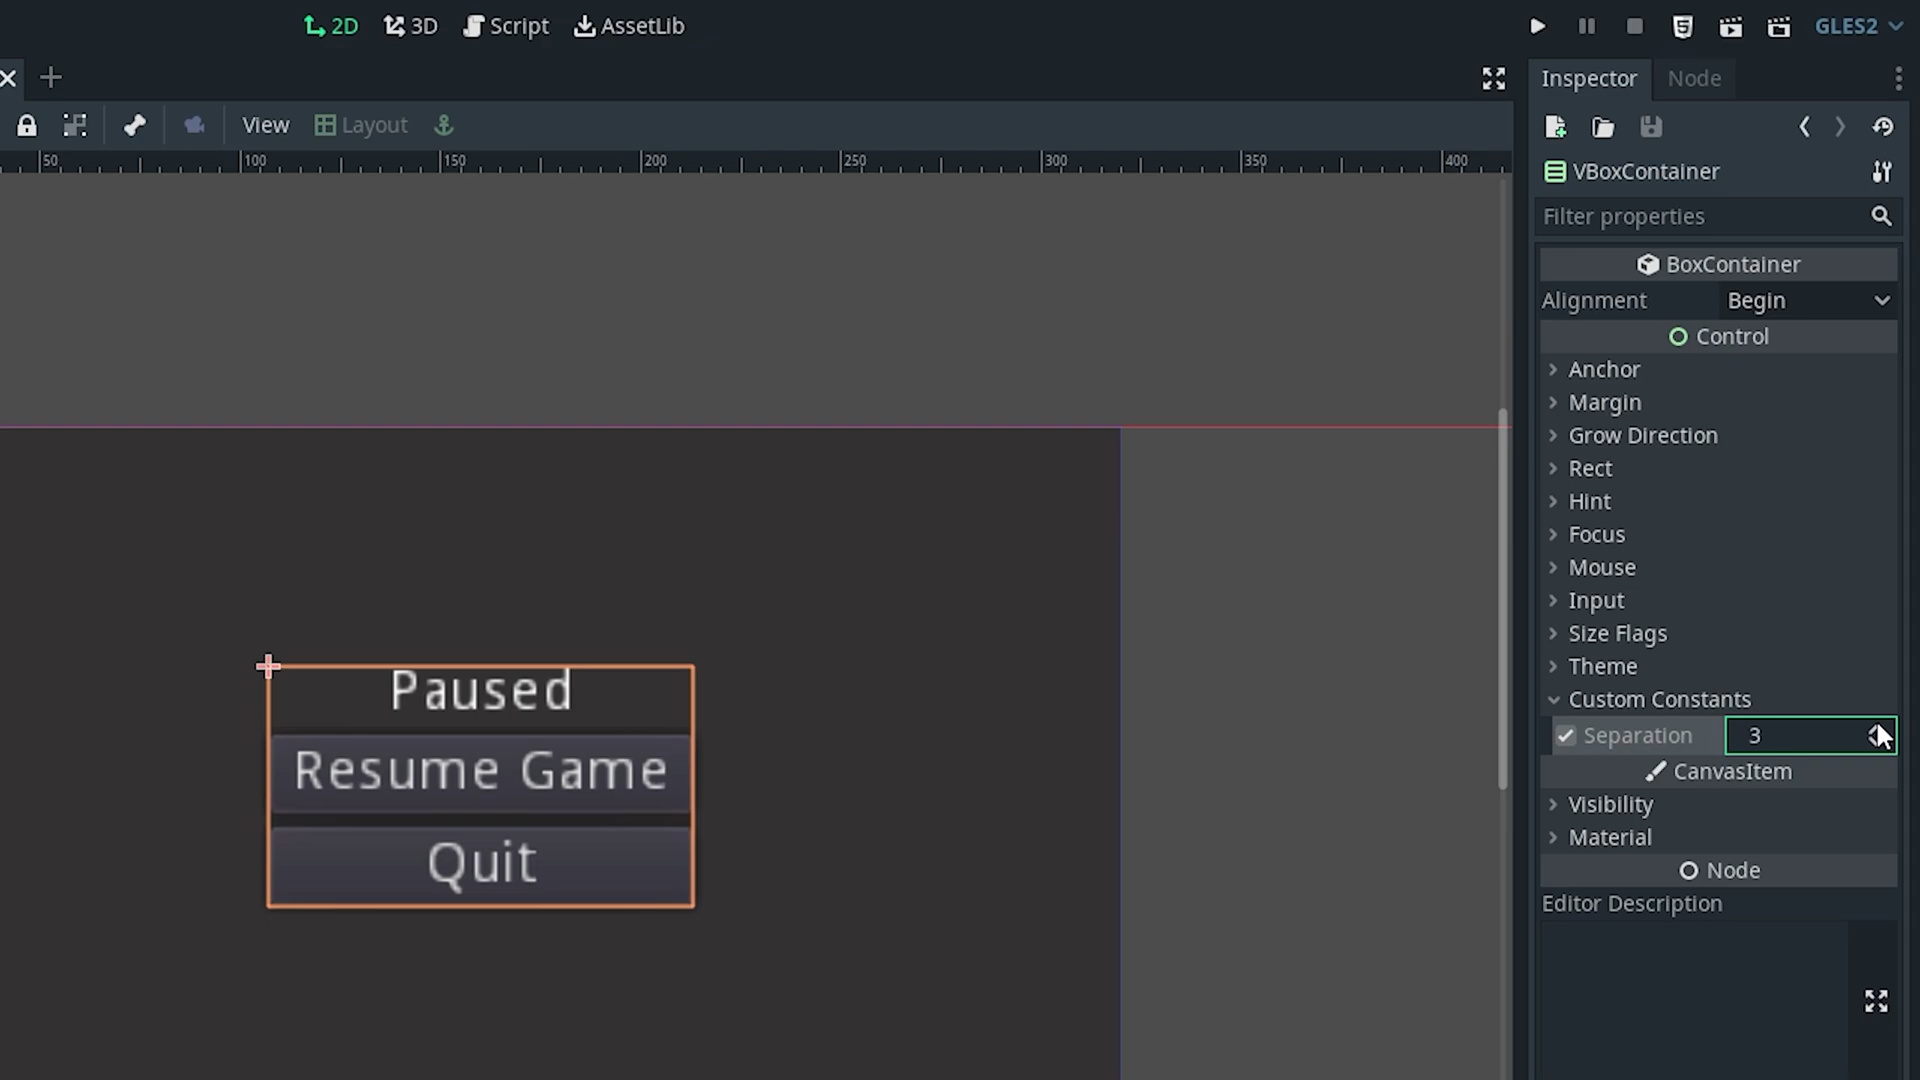 2D 3D Script AssetLib GLES2
Inspector Node
View Layout
50 100 150 200 250 300 350 400
VBoxContainer
Filter properties
BoxContainer
Alignment Begin
Control
Anchor
Margin
Grow Direction
Rect
Hint
Focus
Mouse
Input
Size Flags
Theme
Custom Constants
Separation 3
CanvasItem
Visibility
Material
Node
Editor Description
Paused
Resume Game
Quit